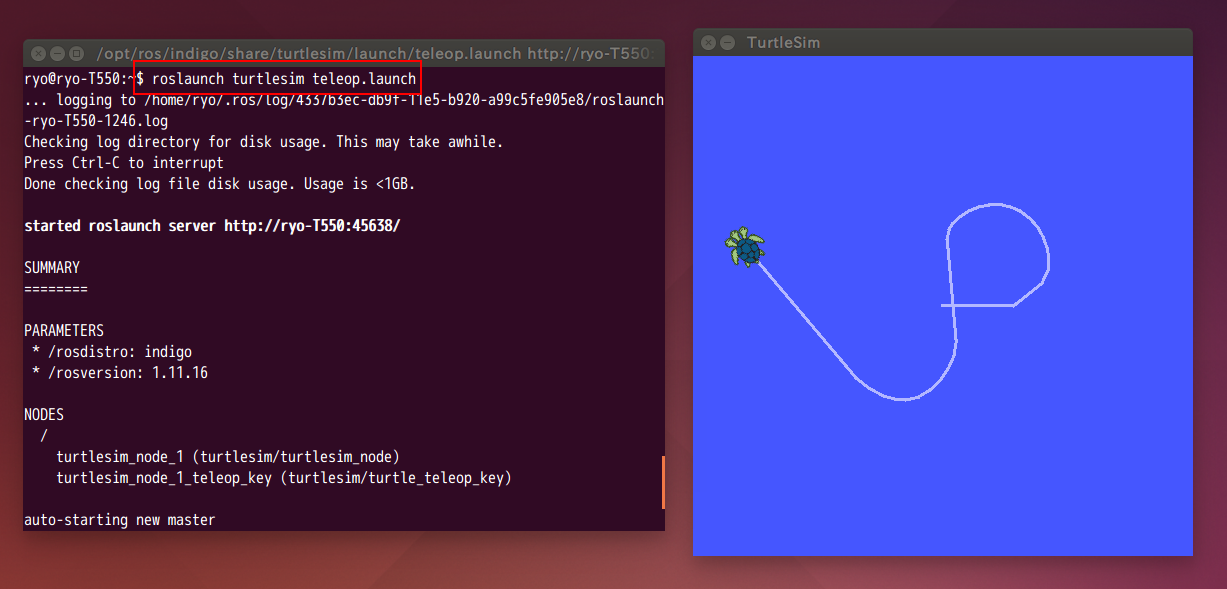 /opt/ros/indigo/share/turtlesim/launch/teleop.launch http://ryo-T550:
ryo@ryo-T550:~$ roslaunch turtlesim teleop.launch
... logging to /home/ryo/.ros/log/4337b3ec-db9f-11e5-b920-a99c5fe905e8/roslaunch
-ryo-T550-1246.log
Checking log directory for disk usage. This may take awhile.
Press Ctrl-C to interrupt
Done checking log file disk usage. Usage is <1GB.
started roslaunch server http://ryo-T550:45638/
SUMMARY
========
PARAMETERS
* /rosdistro: indigo
* /rosversion: 1.11.16
NODES
/
turtlesim_node_1 (turtlesim/turtlesim_node)
turtlesim_node_1_teleop_key (turtlesim/turtle_teleop_key)
auto-starting new master
TurtleSim